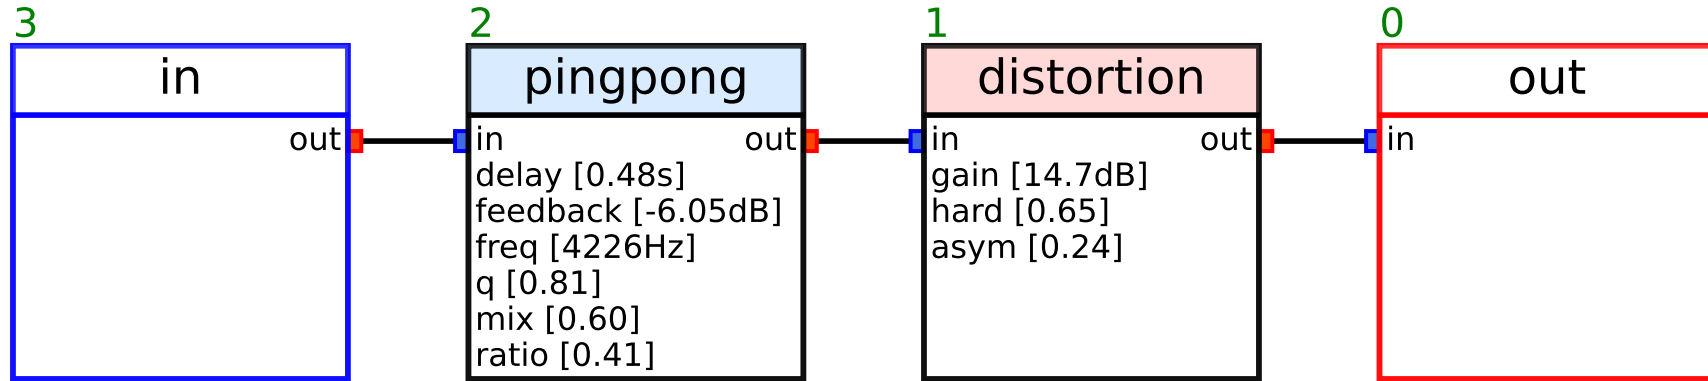 3
in
out
2
pingpong
in
out
delay [0.48s]
feedback [-6.05dB]
freq [4226Hz]
q [0.81]
mix [0.60]
ratio [0.41]
1
distortion
in
out
gain [14.7dB]
hard [0.65]
asym [0.24]
0
out
in